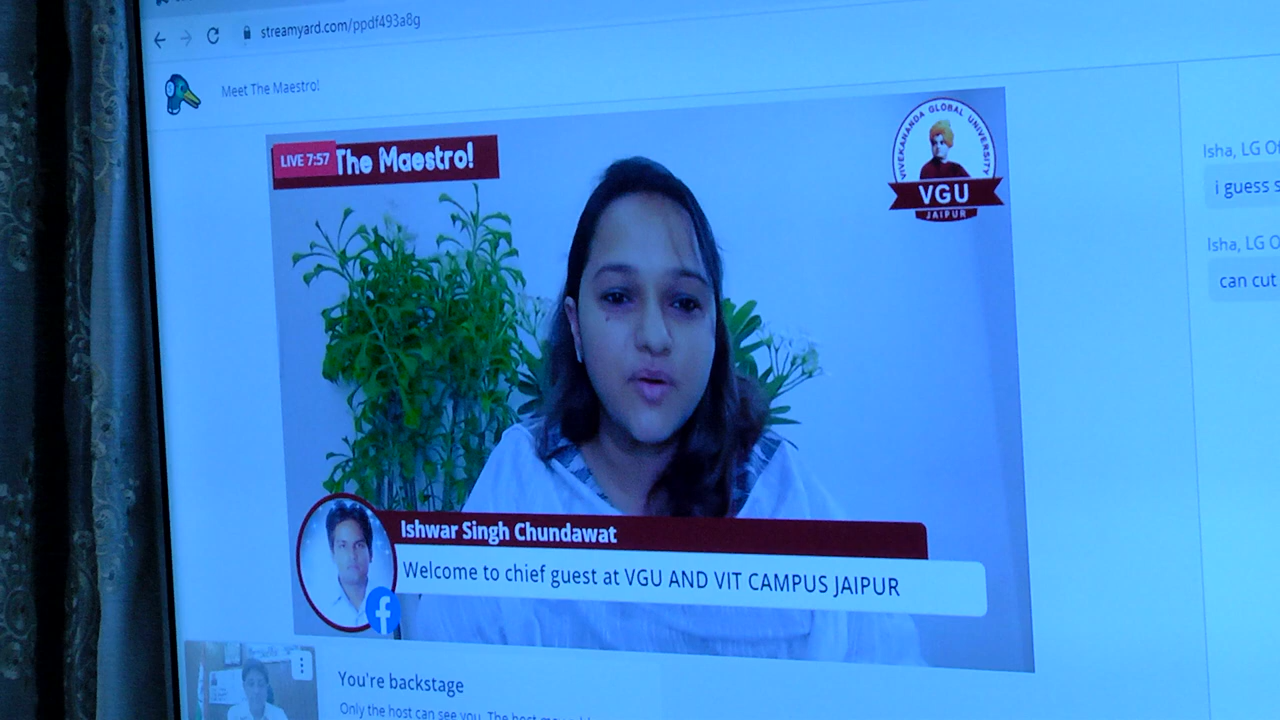 streamyard.com/ppdf493a8g
Meet The Maestro!
LIVE 7:57
The Maestro!
VIVEKANANDA GLOBAL UNIVERSITY
VGU
JAIPUR
Isha, LG
i guess
Isha, LG
can cut
Ishwar Singh Chundawat
Welcome to chief guest at VGU AND VIT CAMPUS JAIPUR
You're backstage
Only the host can see you. The host